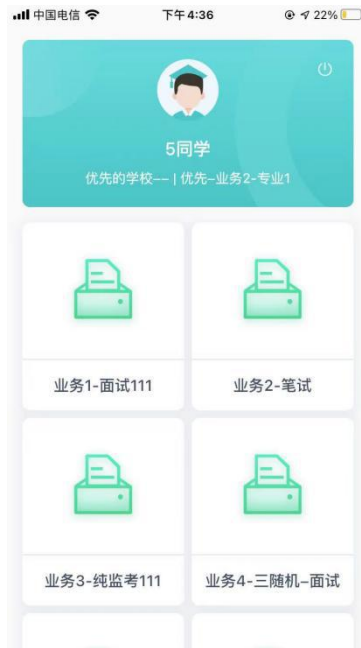 中国电信 下午4:36 22%
5同学
优先的学校-- | 优先-业务2-专业1
业务1-面试111 业务2-笔试
业务3-纯监考111 业务4-三随机-面试